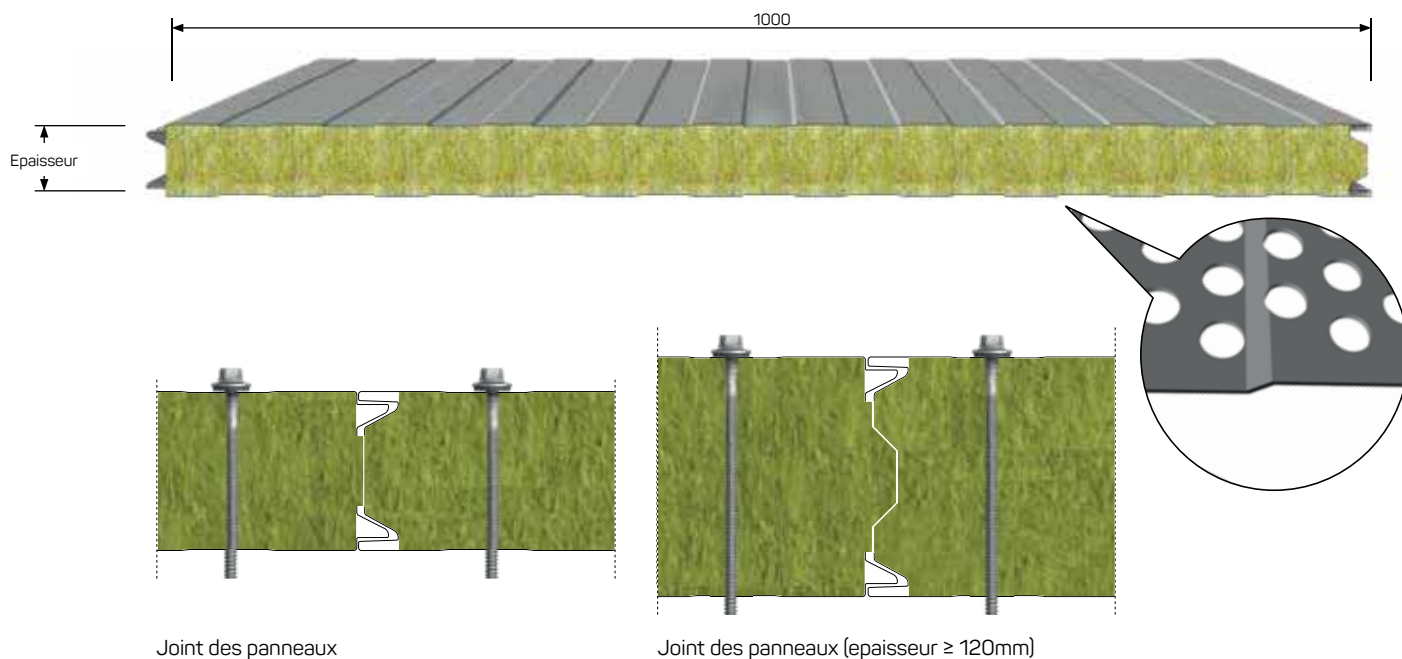 1000
Epaisseur
Joint des panneaux
Joint des panneaux (epaisseur ≥ 120mm)